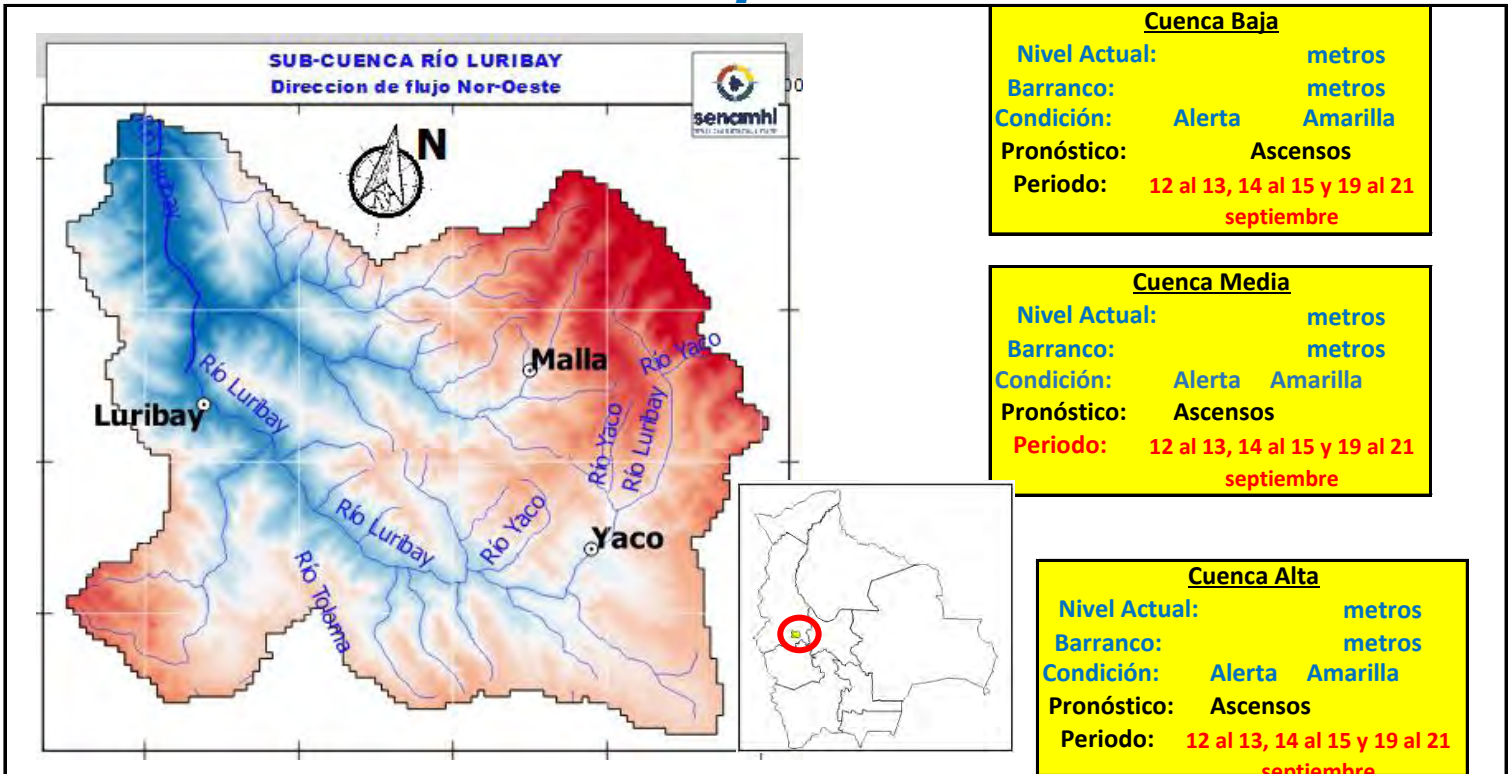 SUB-CUENCA RÍO LURIBAY
Direccion de flujo Nor-Oeste
senamhi
00
N
Malla
Río Yaco
Río Luribay
Luribay
Río Yaco
Río Luribay
Río Luribay
Río Yaco
Yaco
Río Toloma
Cuenca Baja
Nivel Actual: metros
Barranco: metros
Condición: Alerta Amarilla
Pronóstico: Ascensos
Periodo: 12 al 13, 14 al 15 y 19 al 21
septiembre
Cuenca Media
Nivel Actual: metros
Barranco: metros
Condición: Alerta Amarilla
Pronóstico: Ascensos
Periodo: 12 al 13, 14 al 15 y 19 al 21
septiembre
Cuenca Alta
Nivel Actual: metros
Barranco: metros
Condición: Alerta Amarilla
Pronóstico: Ascensos
Periodo: 12 al 13, 14 al 15 y 19 al 21
septiembre